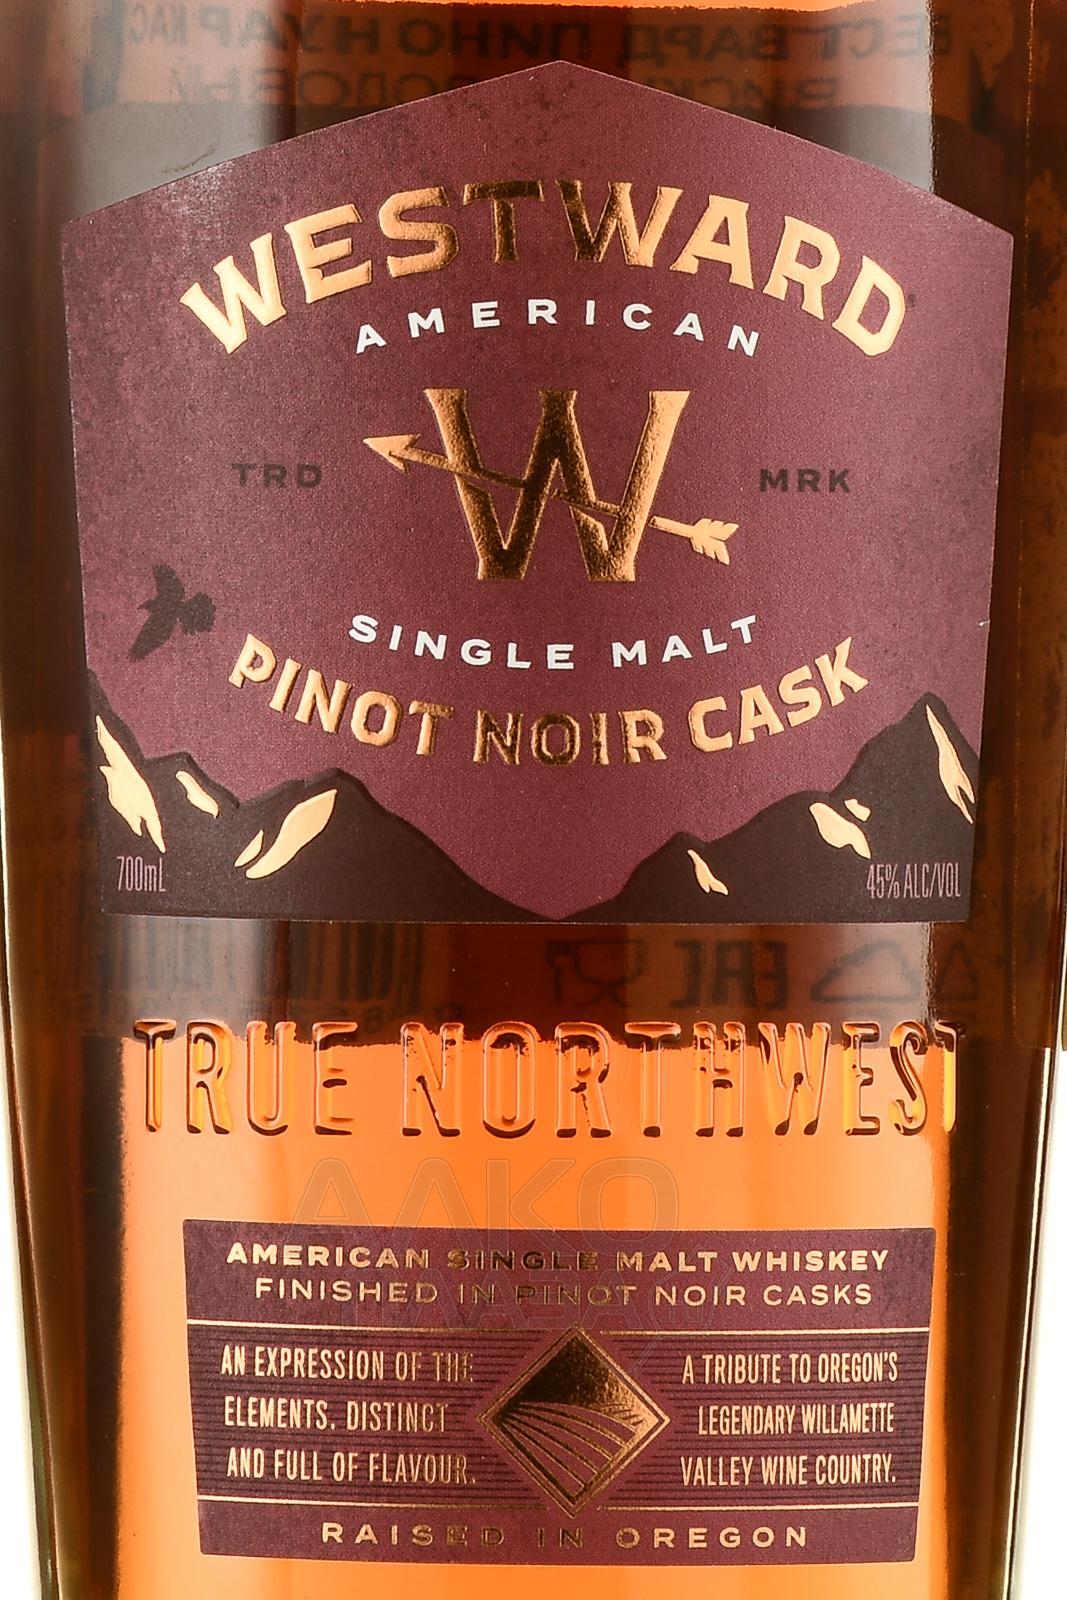 WESTWARD
AMERICAN
W
TRD MRK
SINGLE MALT
PINOT NOIR CASK
700mL
45% ALC/VOL
TRUE NORTHWEST
AMERICAN SINGLE MALT WHISKEY
FINISHED IN PINOT NOIR CASKS
AN EXPRESSION OF THE
ELEMENTS. DISTINCT
AND FULL OF FLAVOUR.
A TRIBUTE TO OREGON'S
LEGENDARY WILLAMETTE
VALLEY WINE COUNTRY.
RAISED IN OREGON